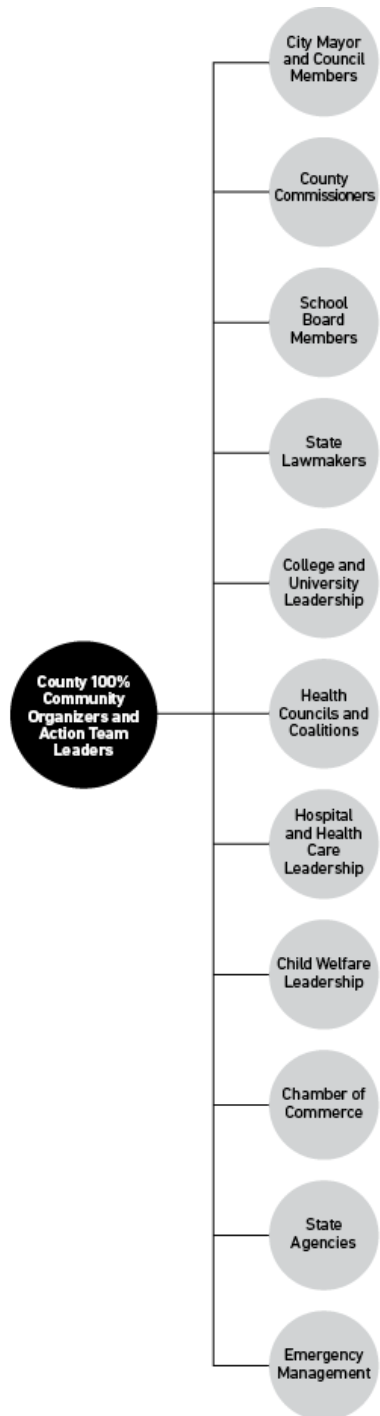 City Mayor
and Council
Members
County
Commissioners
School
Board
Members
State
Lawmakers
College and
University
Leadership
County 100%
Community
Organizers and
Action Team
Leaders
Health
Councils and
Coalitions
Hospital
and Health
Care
Leadership
Child Welfare
Leadership
Chamber of
Commerce
State
Agencies
Emergency
Management